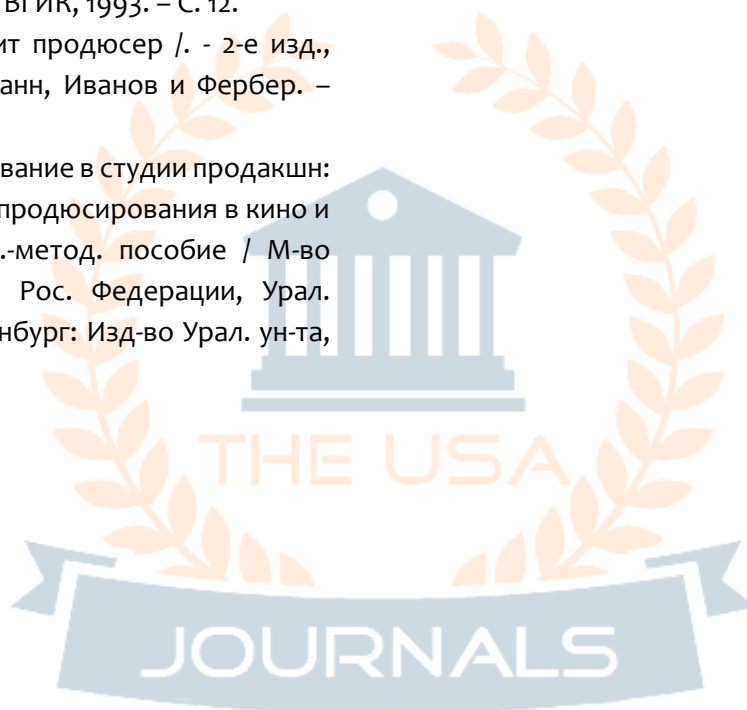 ВГИК, 1993. – С. 12.
ит продюсер /. - 2-е изд.,
анн, Иванов и Фербер. –
вание в студии продакшн:
продюсирования в кино и
.-метод. пособие / М-во
Рос. Федерации, Урал.
нбург: Изд-во Урал. ун-та,
THE USA
JOURNALS